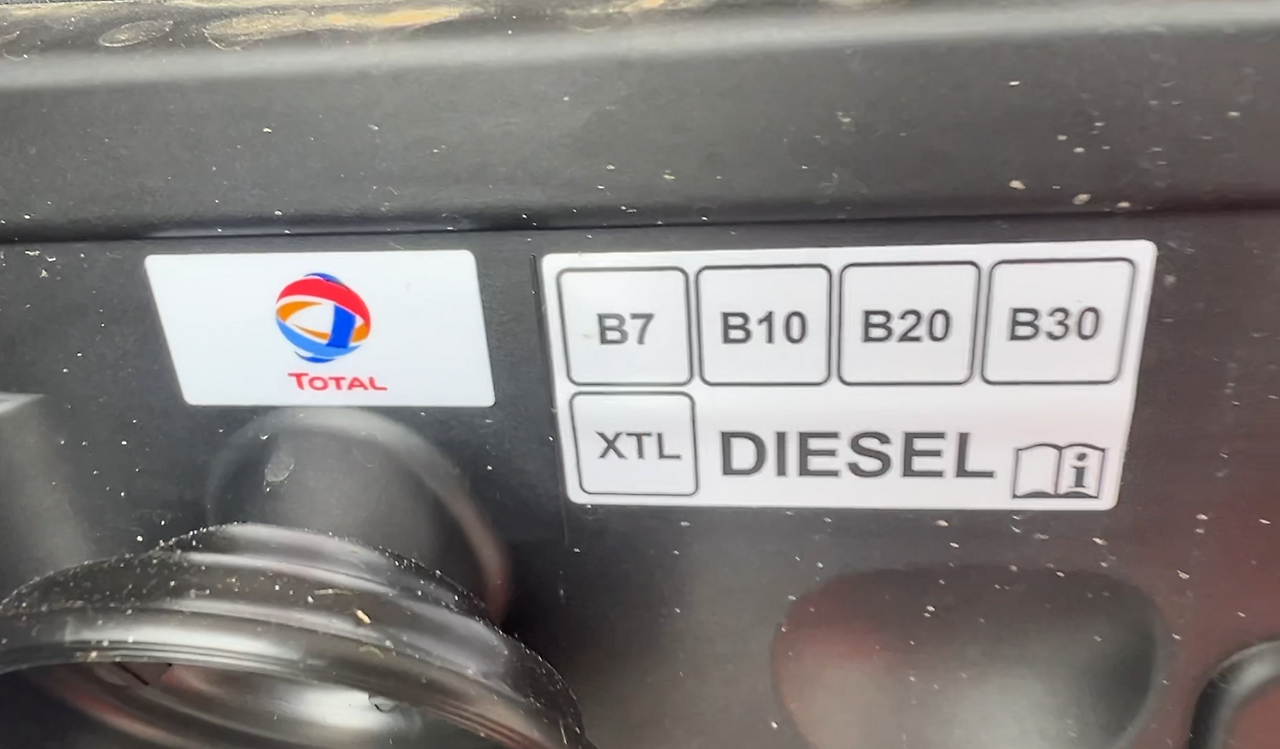 TOTAL
B7 B10 B20 B30
XTL DIESEL i